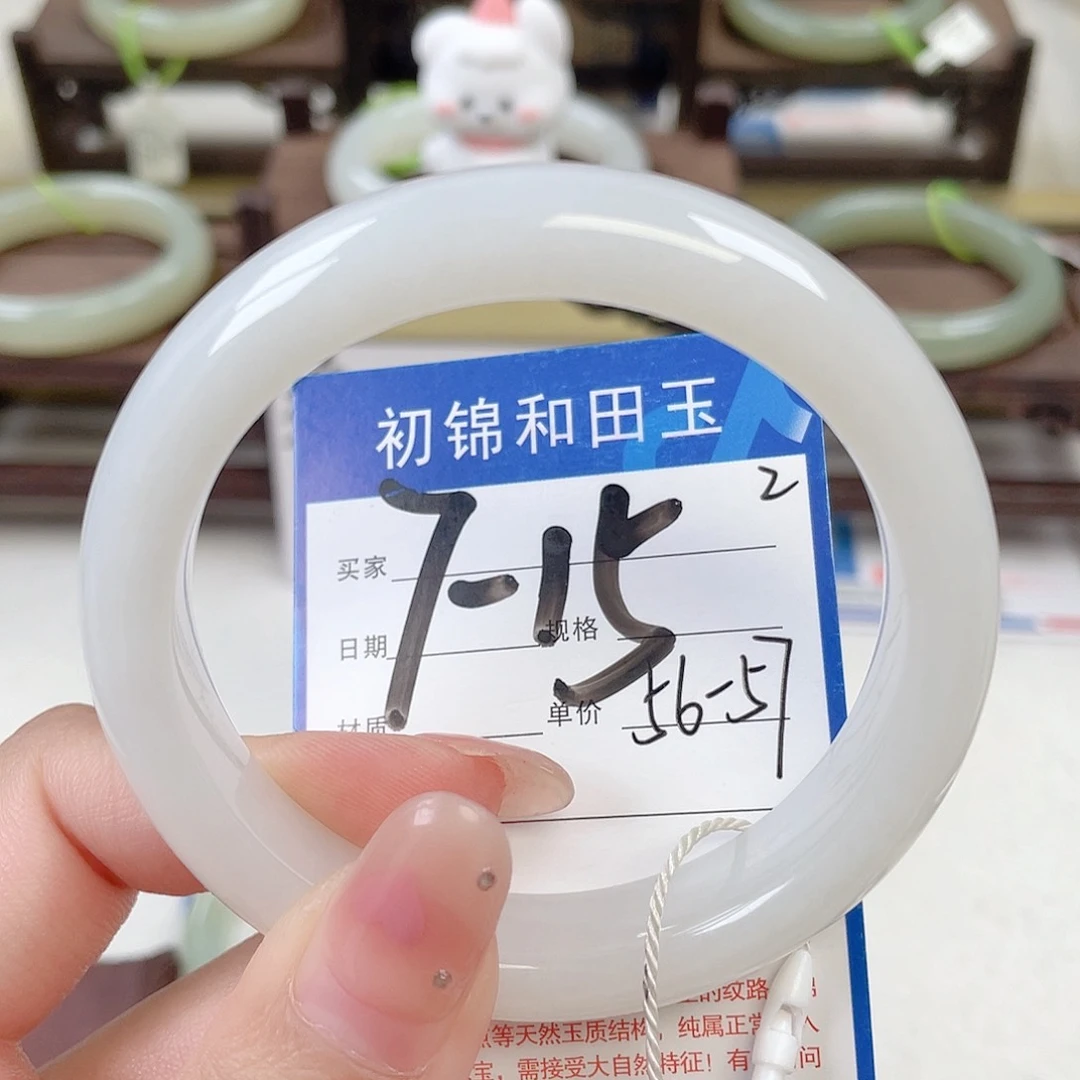 初锦和田玉
2
7-15
买家
规格
日期
单价
56-57
材质
的纹路
等天然玉质结构，纯属正常 人
宝，需接受大自然特征！有 问